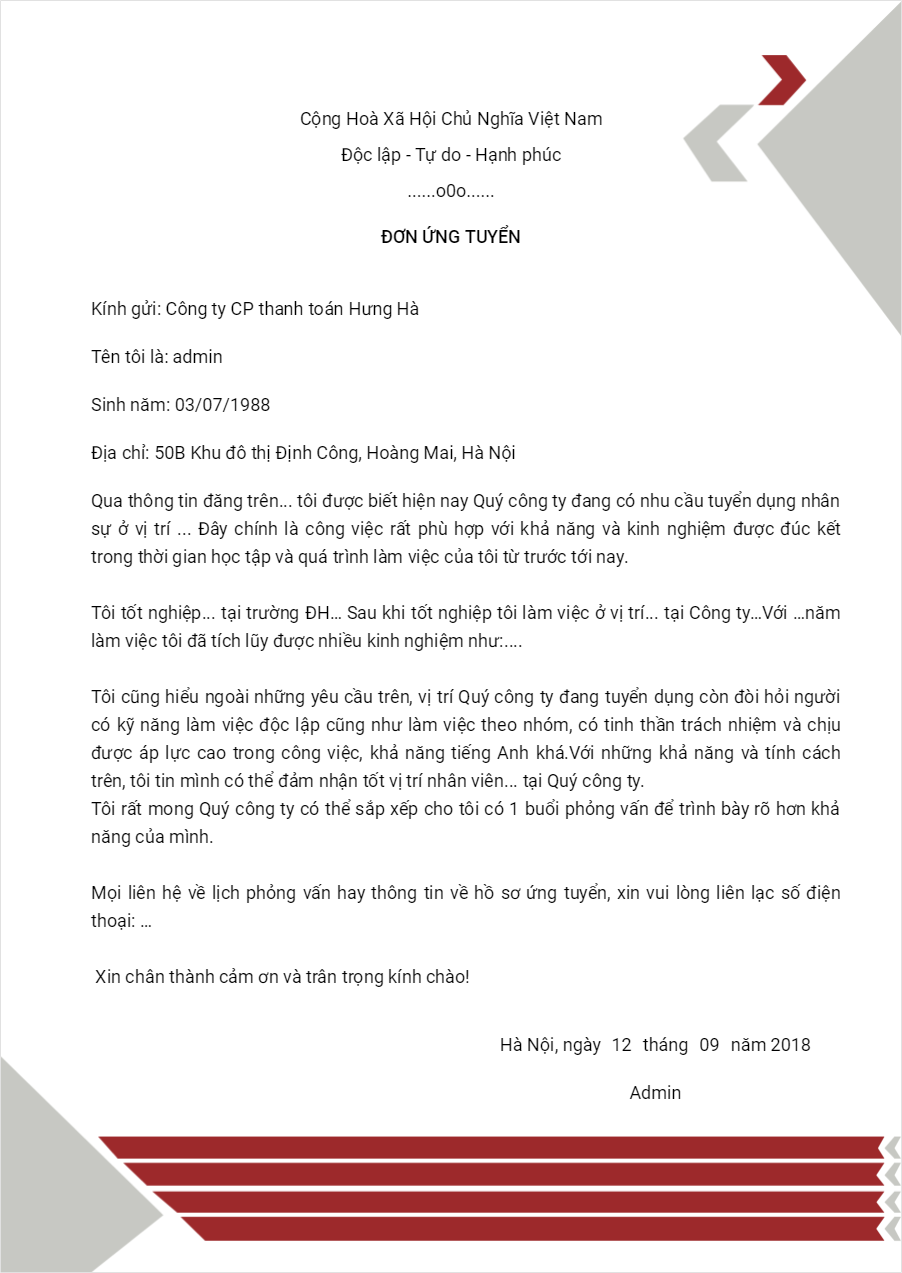 Cộng Hoà Xã Hội Chủ Nghĩa Việt Nam
Độc lập - Tự do - Hạnh phúc
......o0o......
ĐƠN ỨNG TUYỂN
Kính gửi: Công ty CP thanh toán Hưng Hà
Tên tôi là: admin
Sinh năm: 03/07/1988
Địa chỉ: 50B Khu đô thị Định Công, Hoàng Mai, Hà Nội
Qua thông tin đăng trên... tôi được biết hiện nay Quý công ty đang có nhu cầu tuyển dụng nhân
sự ở vị trí ... Đây chính là công việc rất phù hợp với khả năng và kinh nghiệm được đúc kết
trong thời gian học tập và quá trình làm việc của tôi từ trước tới nay.
Tôi tốt nghiệp... tại trường ĐH… Sau khi tốt nghiệp tôi làm việc ở vị trí... tại Công ty…Với …năm
làm việc tôi đã tích lũy được nhiều kinh nghiệm như:....
Tôi cũng hiểu ngoài những yêu cầu trên, vị trí Quý công ty đang tuyển dụng còn đòi hỏi người
có kỹ năng làm việc độc lập cũng như làm việc theo nhóm, có tinh thần trách nhiệm và chịu
được áp lực cao trong công việc, khả năng tiếng Anh khá.Với những khả năng và tính cách
trên, tôi tin mình có thể đảm nhận tốt vị trí nhân viên... tại Quý công ty.
Tôi rất mong Quý công ty có thể sắp xếp cho tôi có 1 buổi phỏng vấn để trình bày rõ hơn khả
năng của mình.
Mọi liên hệ về lịch phỏng vấn hay thông tin về hồ sơ ứng tuyển, xin vui lòng liên lạc số điện
thoại: …
Xin chân thành cảm ơn và trân trọng kính chào!
Hà Nội, ngày 12 tháng 09 năm 2018
Admin